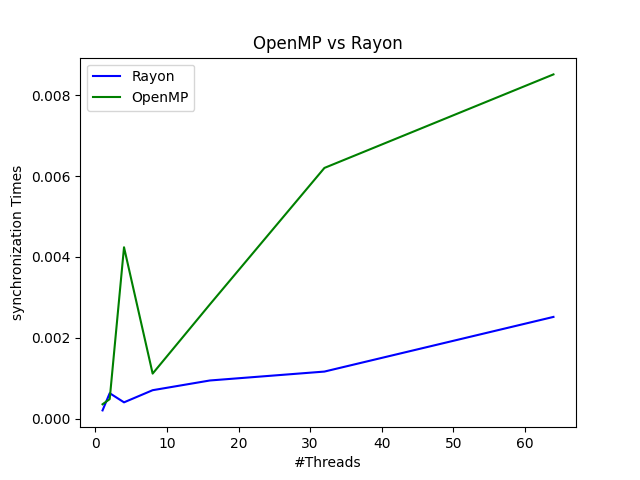 OpenMP vs Rayon
Rayon
OpenMP
synchronization Times
0.008
0.006
0.004
0.002
0.000
0 10 20 30 40 50 60
#Threads